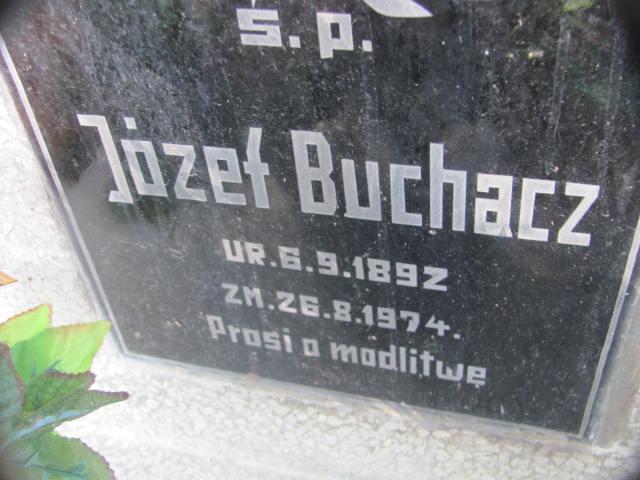 Ś.p.
Józef Buchacz
UR.6.9.1892
ZM.26.8.1974.
Prosi o modlitwę